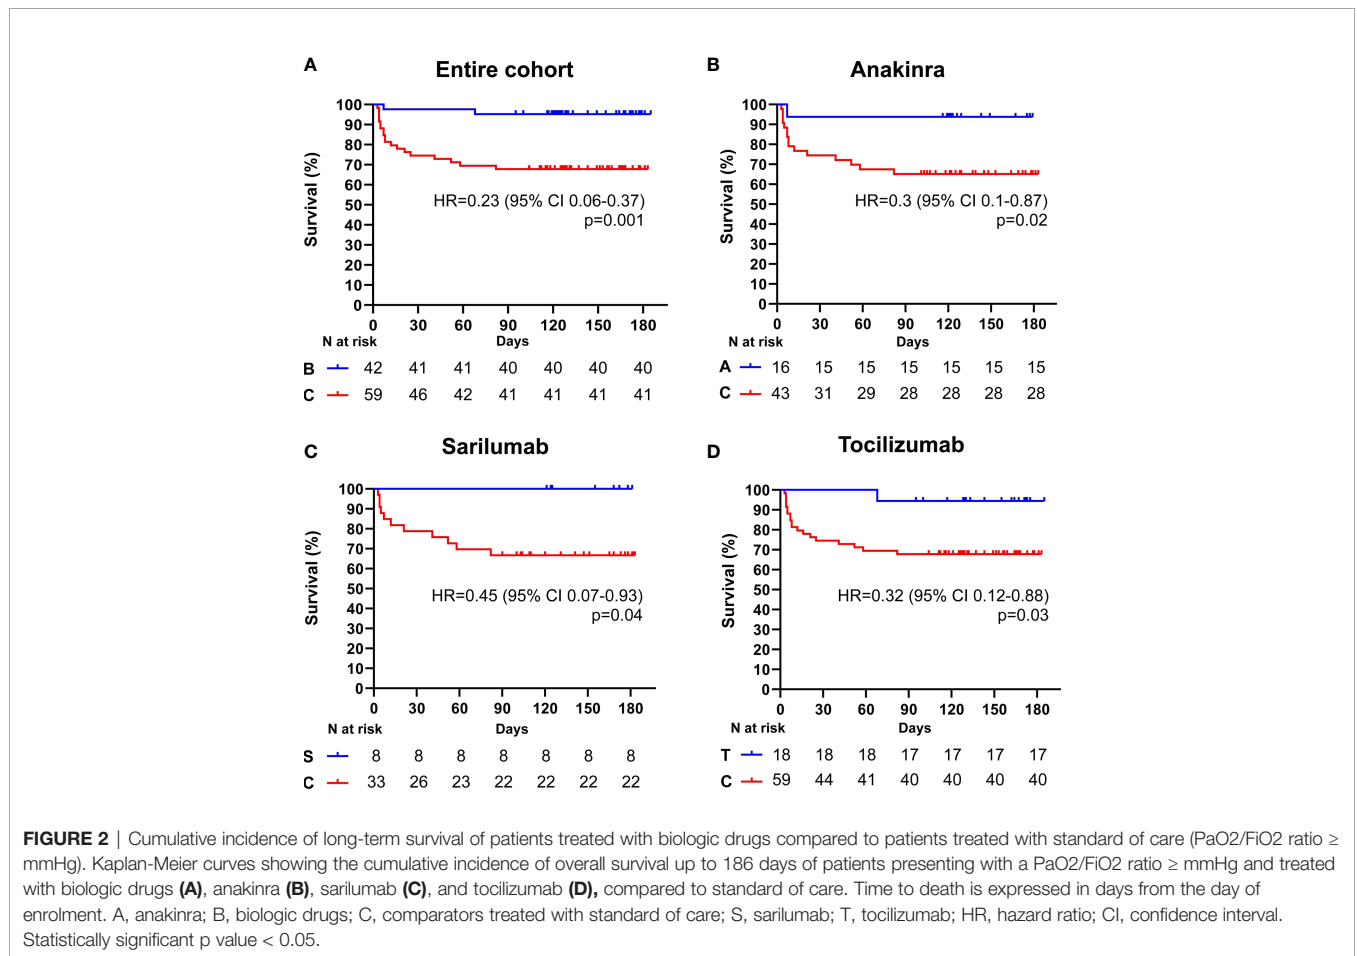 A
Entire cohort
100
90
80
70
60
50
40
30
20
10
0
Survival (%)
HR=0.23 (95% CI 0.06-0.37)
p=0.001
0 30 60 90 120 150 180
N at risk
Days
B 42 41 41 40 40 40 40
C 59 46 42 41 41 41 41
B
Anakinra
100
90
80
70
60
50
40
30
20
10
0
Survival (%)
HR=0.3 (95% CI 0.1-0.87)
p=0.02
0 30 60 90 120 150 180
N at risk
Days
A 16 15 15 15 15 15 15
C 43 31 29 28 28 28 28
C
Sarilumab
100
90
80
70
60
50
40
30
20
10
0
Survival (%)
HR=0.45 (95% CI 0.07-0.93)
p=0.04
0 30 60 90 120 150 180
N at risk
Days
S 8 8 8 8 8 8 8
C 33 26 23 22 22 22 22
D
Tocilizumab
100
90
80
70
60
50
40
30
20
10
0
Survival (%)
HR=0.32 (95% CI 0.12-0.88)
p=0.03
0 30 60 90 120 150 180
N at risk
Days
T 18 18 18 17 17 17 17
C 59 44 41 40 40 40 40
FIGURE 2 | Cumulative incidence of long-term survival of patients treated with biologic drugs compared to patients treated with standard of care (PaO2/FiO2 ratio ≥
mmHg). Kaplan-Meier curves showing the cumulative incidence of overall survival up to 186 days of patients presenting with a PaO2/FiO2 ratio ≥ mmHg and treated
with biologic drugs (A), anakinra (B), sarilumab (C), and tocilizumab (D), compared to standard of care. Time to death is expressed in days from the day of
enrolment. A, anakinra; B, biologic drugs; C, comparators treated with standard of care; S, sarilumab; T, tocilizumab; HR, hazard ratio; CI, confidence interval.
Statistically significant p value < 0.05.